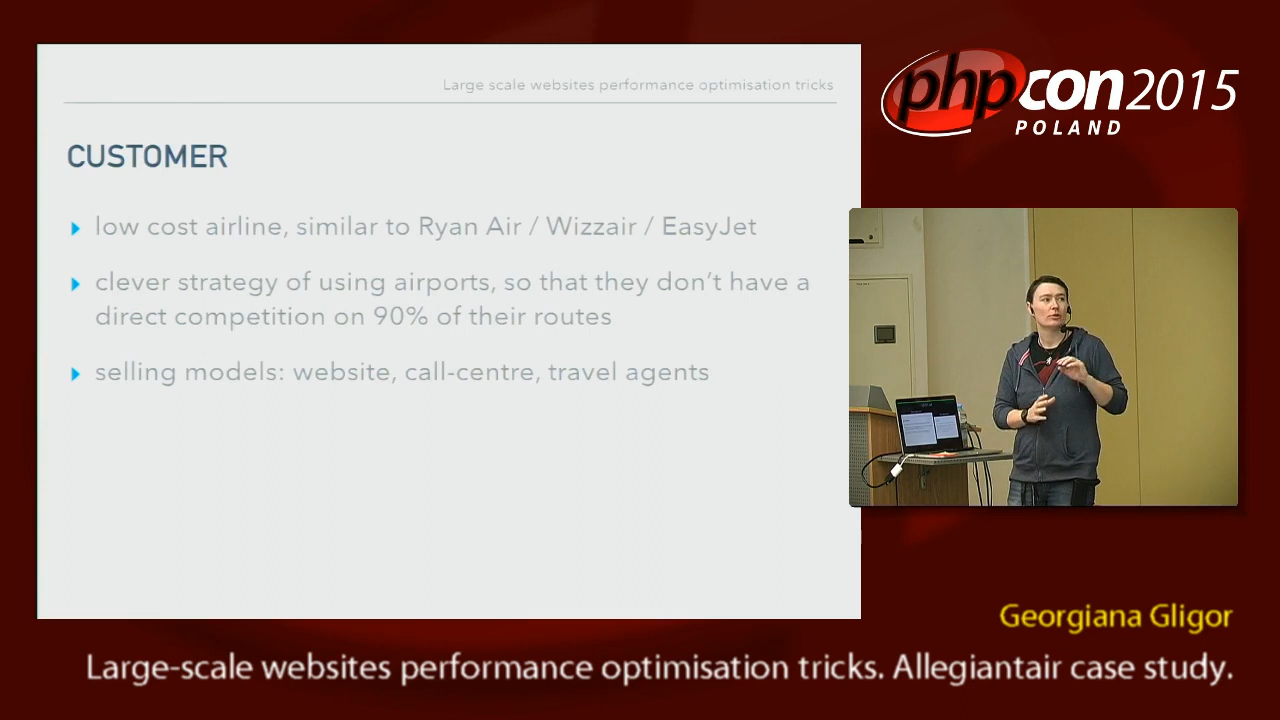 Large scale websites performance optimisation tricks
CUSTOMER
low cost airline, similar to Ryan Air / Wizzair / EasyJet
clever strategy of using airports, so that they don't have a
direct competition on 90% of their routes
selling models: website, call-centre, travel agents
phpcon2015
POLAND
Georgiana Gligor
Large-scale websites performance optimisation tricks. Allegiantair case study.